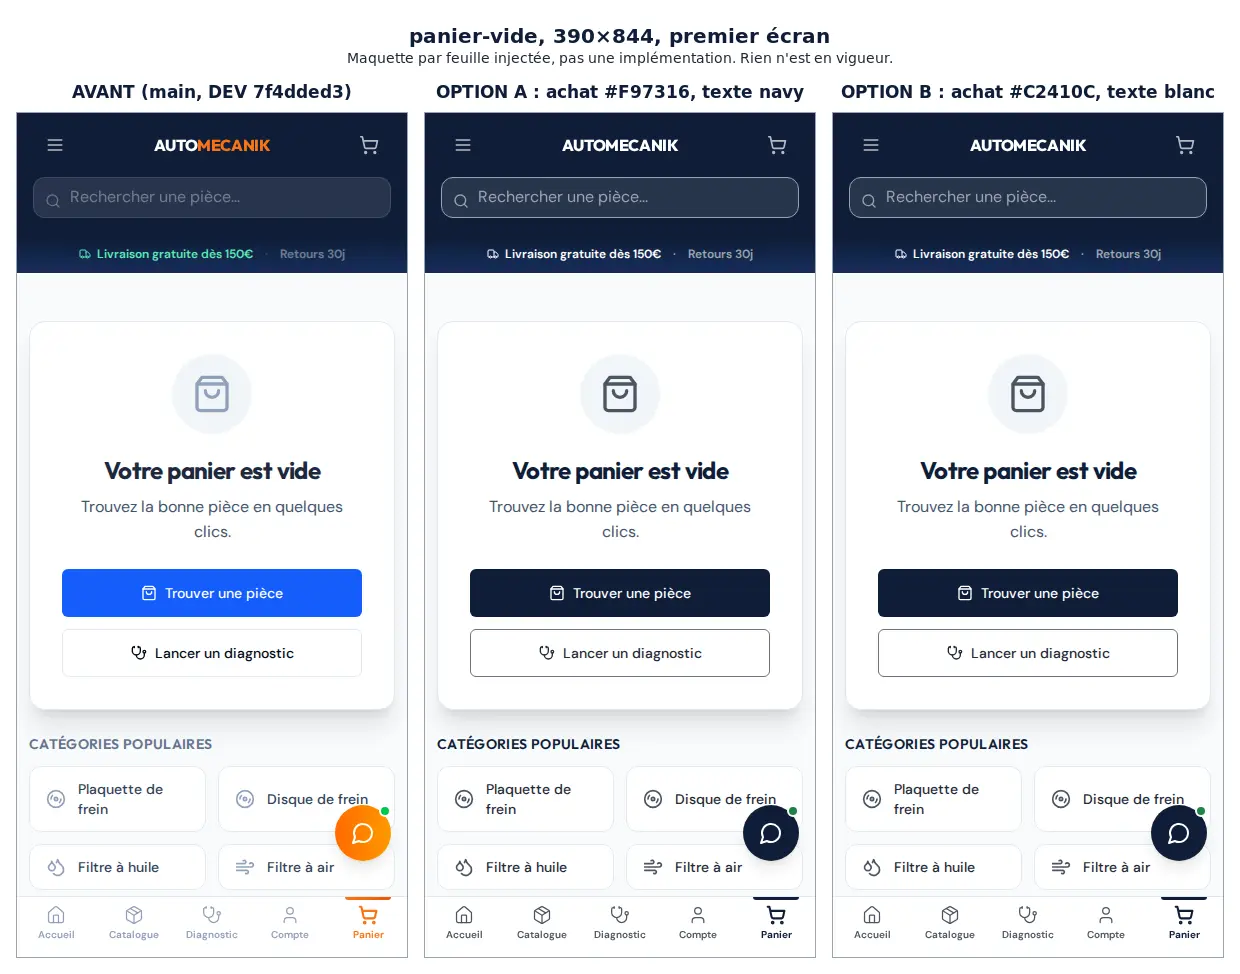 panier-vide, 390×844, premier écran
Maquette par feuille injectée, pas une implémentation. Rien n'est en vigueur.
AVANT (main, DEV 7f4dded3)
AUTOMECANIK
Rechercher une pièce...
Livraison gratuite dès 150€ · Retours 30j
Votre panier est vide
Trouvez la bonne pièce en quelques
clics.
Trouver une pièce
Lancer un diagnostic
CATÉGORIES POPULAIRES
Plaquette de
frein
Disque de frein
Filtre à huile
Filtre à air
Accueil Catalogue Diagnostic Compte Panier
OPTION A : achat #F97316, texte navy
AUTOMECANIK
Rechercher une pièce...
Livraison gratuite dès 150€ · Retours 30j
Votre panier est vide
Trouvez la bonne pièce en quelques
clics.
Trouver une pièce
Lancer un diagnostic
CATÉGORIES POPULAIRES
Plaquette de
frein
Disque de frein
Filtre à huile
Filtre à air
Accueil Catalogue Diagnostic Compte Panier
OPTION B : achat #C2410C, texte blanc
AUTOMECANIK
Rechercher une pièce...
Livraison gratuite dès 150€ · Retours 30j
Votre panier est vide
Trouvez la bonne pièce en quelques
clics.
Trouver une pièce
Lancer un diagnostic
CATÉGORIES POPULAIRES
Plaquette de
frein
Disque de frein
Filtre à huile
Filtre à air
Accueil Catalogue Diagnostic Compte Panier